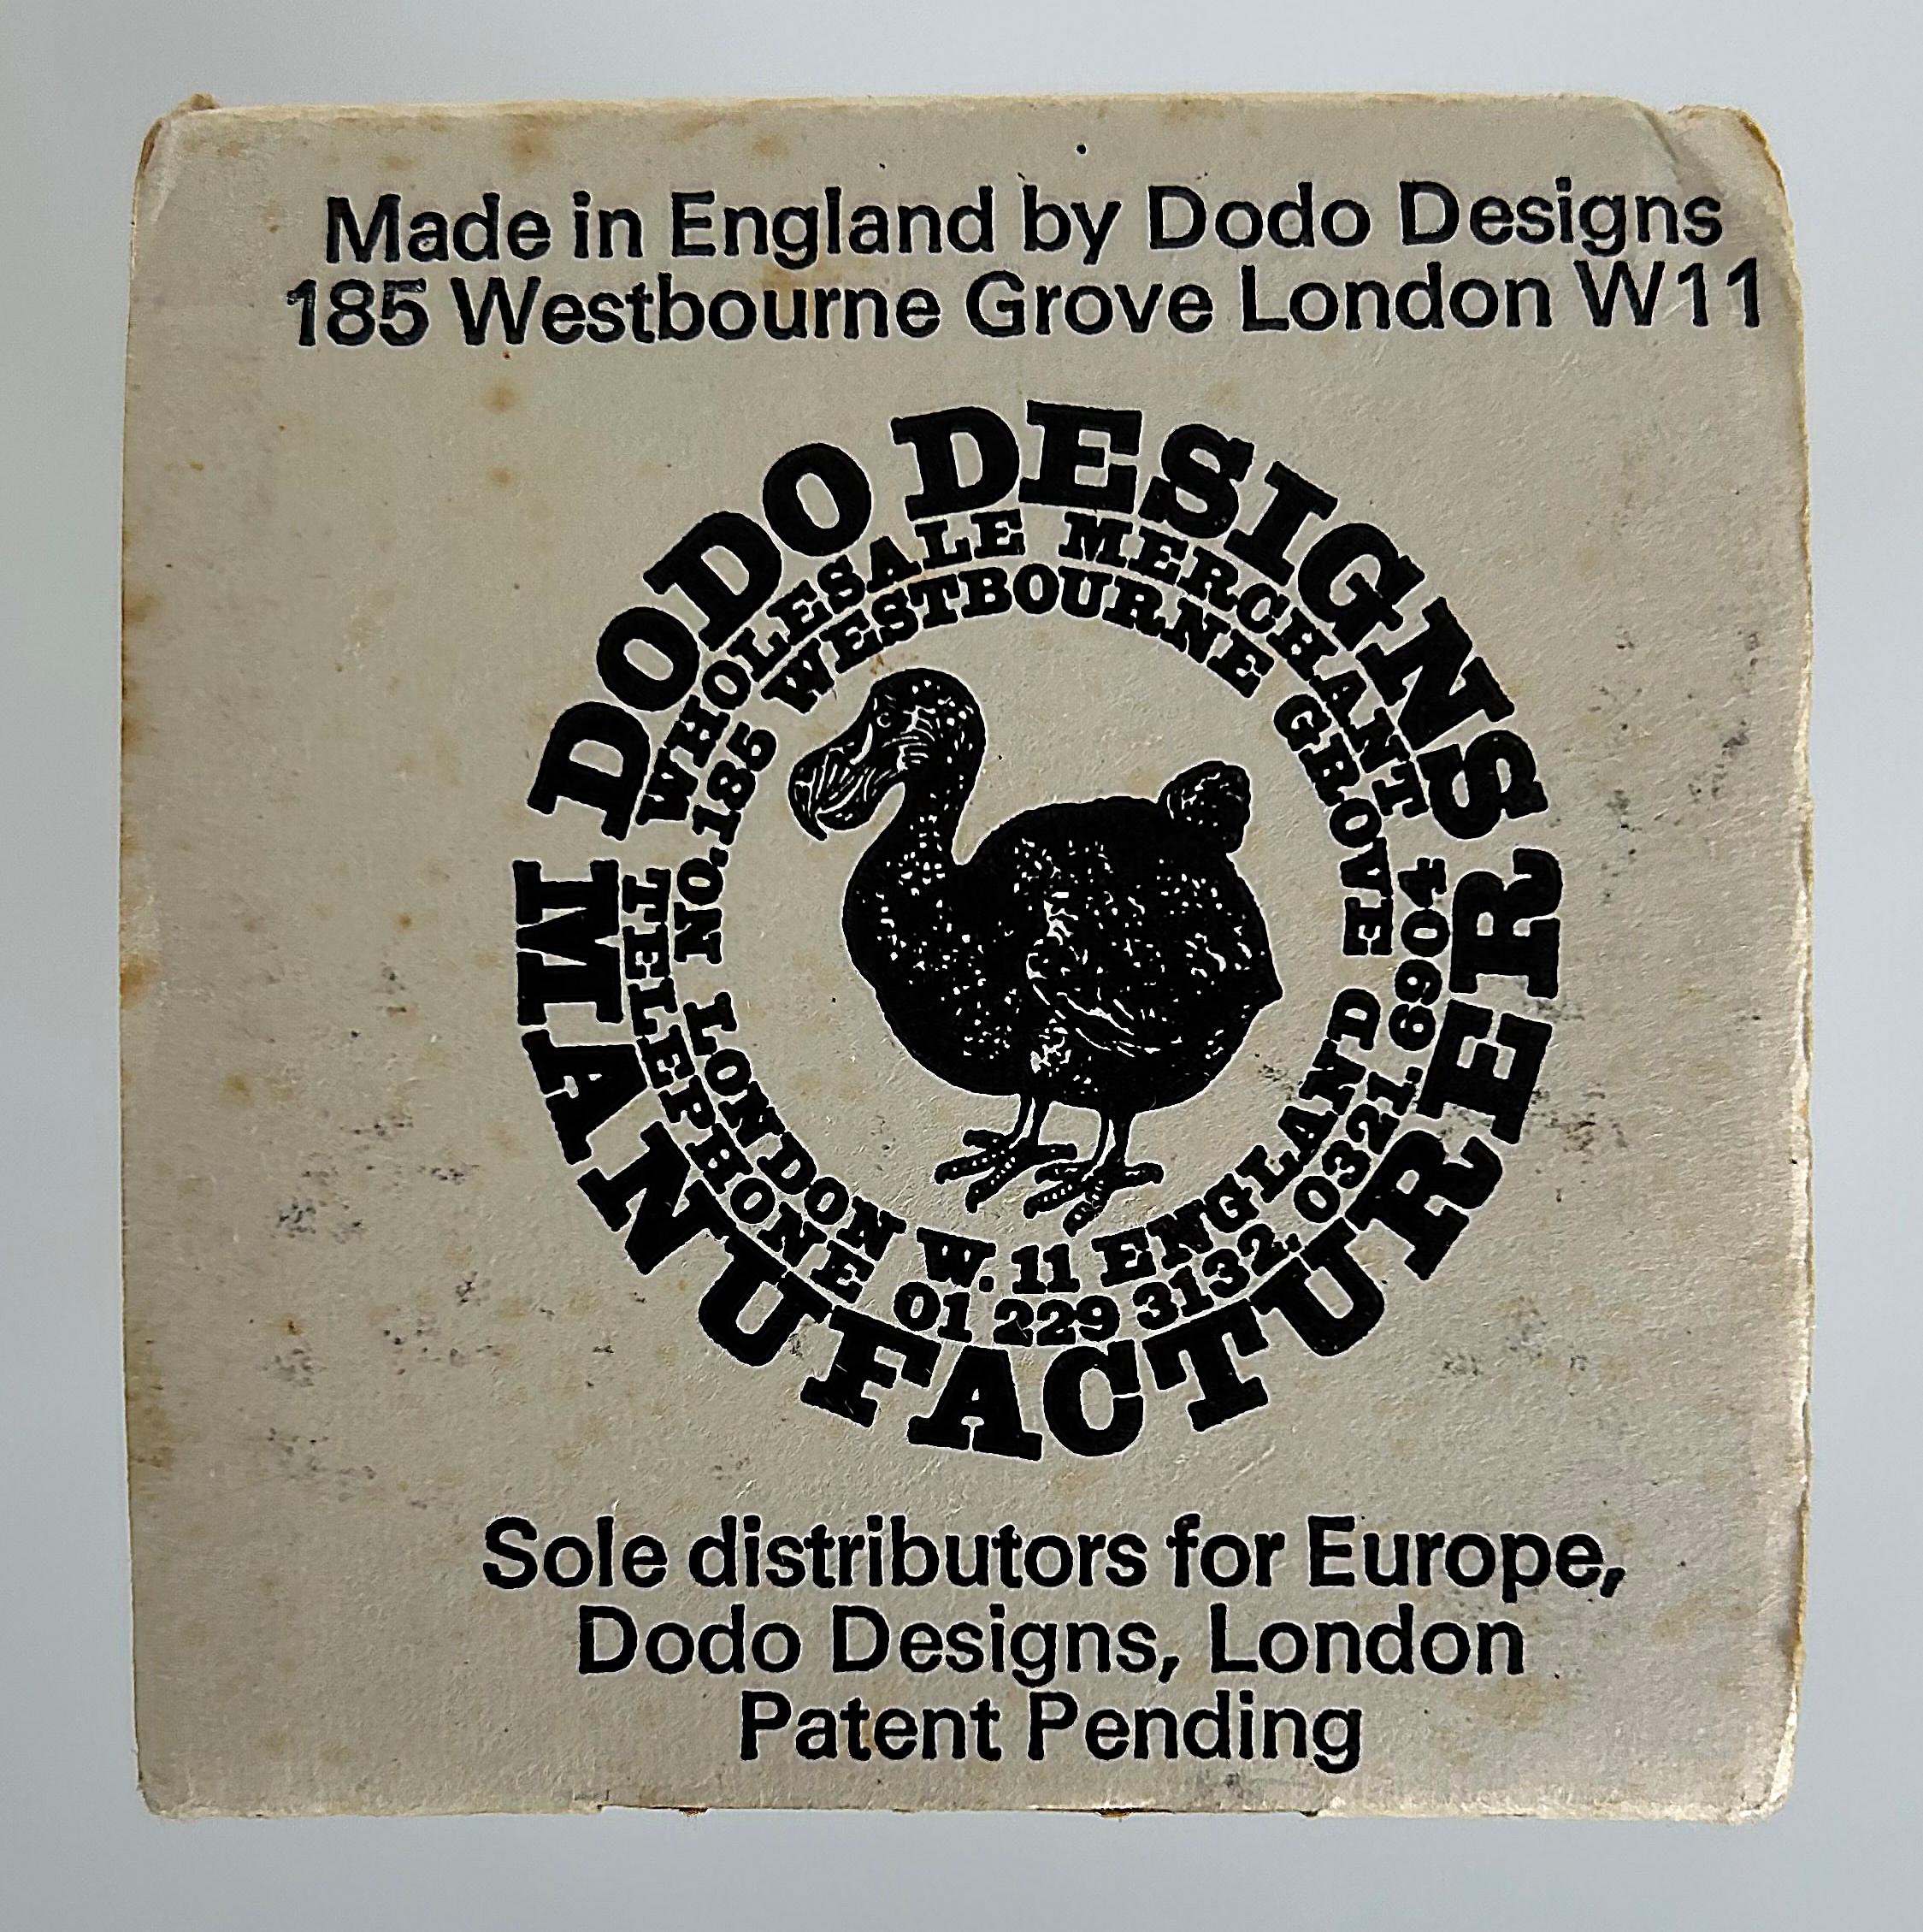 Made in England by Dodo Designs
185 Westbourne Grove London W11
DODO DESIGNS
WHOLESALE MERCHANT
NO. 185 WESTBOURNE GROVE
LONDON W. 11 ENGLAND
TELEPHONE 01 229 3132. 0321. 6904
MANUFACTURER
Sole distributors for Europe,
Dodo Designs, London
Patent Pending